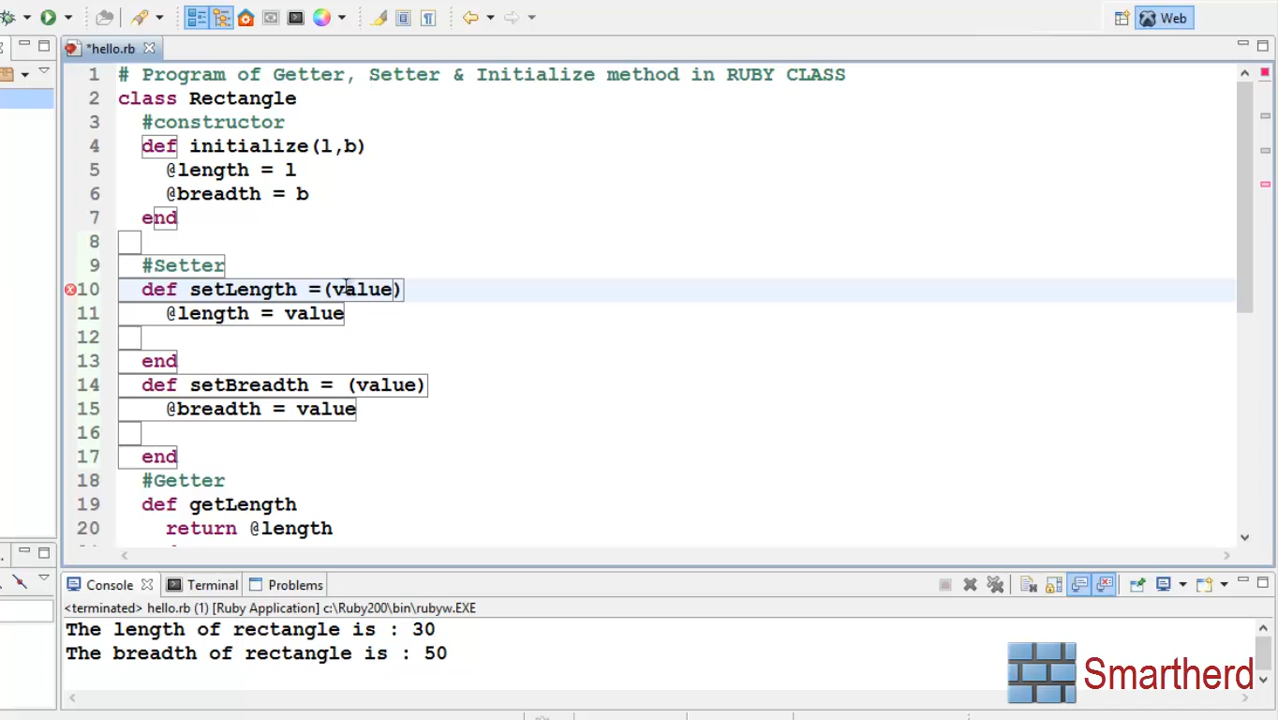 Web
*hello.rb
1 # Program of Getter, Setter & Initialize method in RUBY CLASS
2 class Rectangle
3 #constructor
4 def initialize(l,b)
5 @length = l
6 @breadth = b
7 end
8
9 #Setter
10 def setLength =(value)
11 @length = value
12
13 end
14 def setBreadth = (value)
15 @breadth = value
16
17 end
18 #Getter
19 def getLength
20 return @length
Console Terminal Problems
<terminated> hello.rb (1) [Ruby Application] c:\Ruby200\bin\rubyw.EXE
The length of rectangle is : 30
The breadth of rectangle is : 50
Smartherd